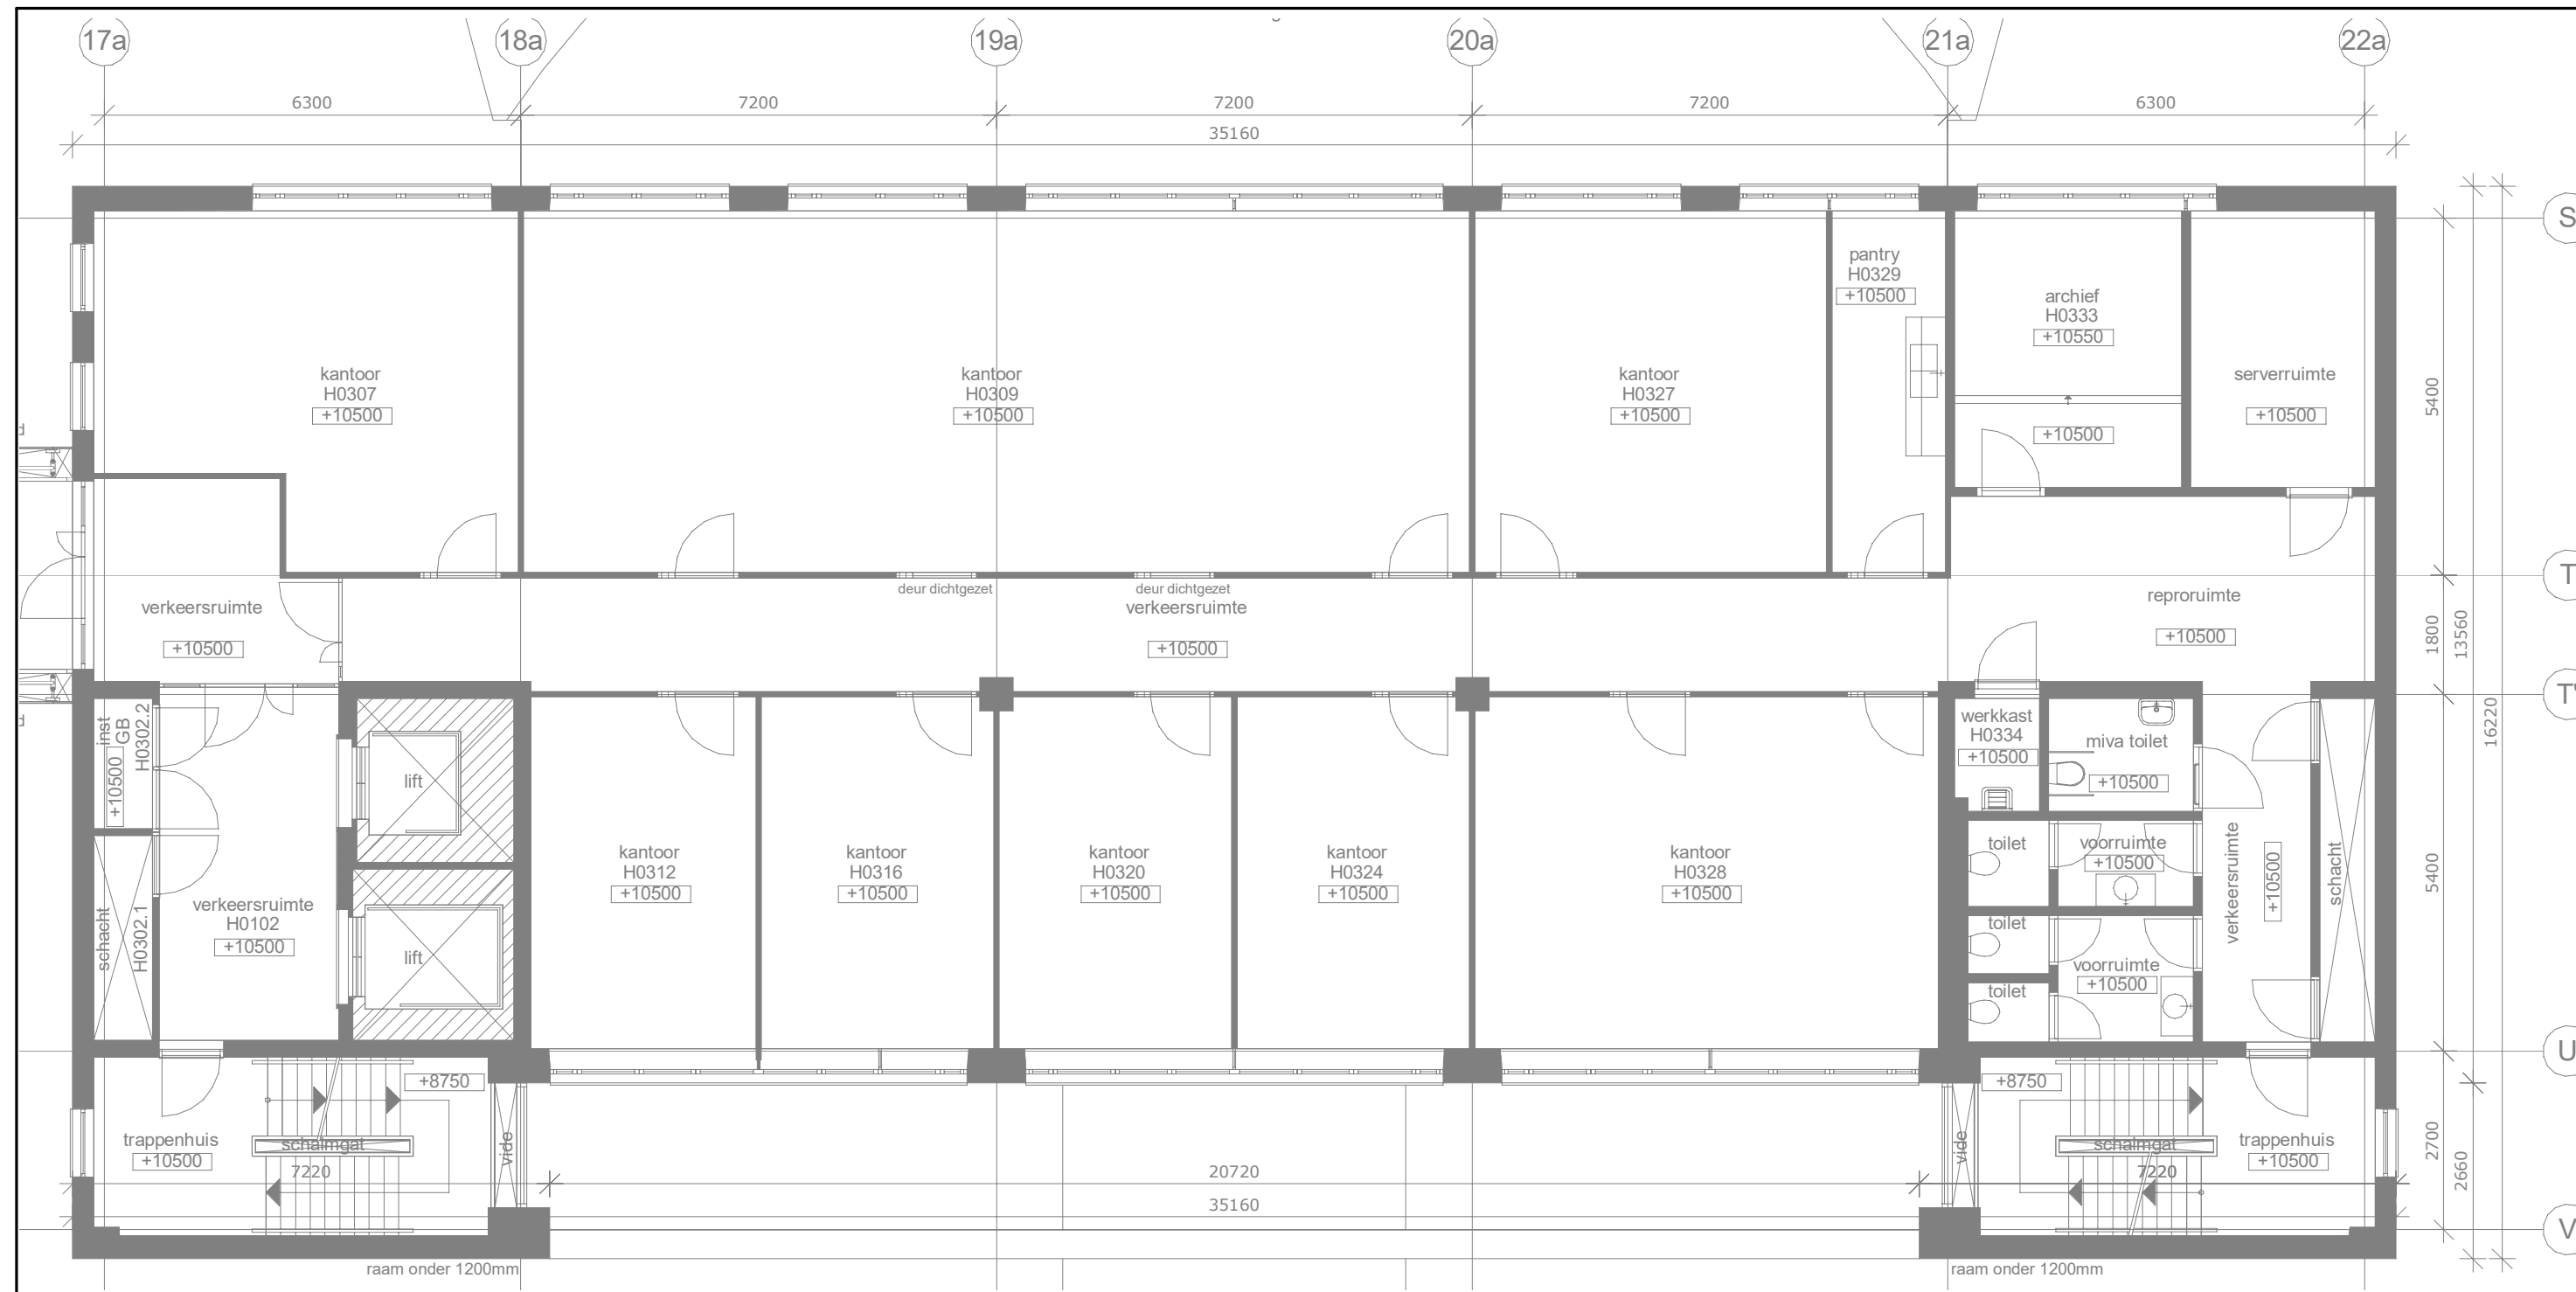 17a 18a 19a 20a 21a 22a
6300 7200 7200 7200 6300
35160
S
pantry
H0329
+10500
archief
H0333
+10550
kantoor
H0307
+10500
kantoor
H0309
+10500
kantoor
H0327
+10500
serverruimte
+10500
+10500
5400
T
deur dichtgezet
deur dichtgezet
verkeersruimte
+10500
verkeersruimte
+10500
reproruimte
+10500
1800
13560
16220
T'
inst
GB
H0302.2
+10500
lift
werkkast
H0334
+10500
miva toilet
+10500
kantoor
H0312
+10500
kantoor
H0316
+10500
kantoor
H0320
+10500
kantoor
H0324
+10500
kantoor
H0328
+10500
toilet
voorruimte
+10500
verkeersruimte
+10500
schacht
5400
schacht
H0302.1
verkeersruimte
H0102
+10500
lift
toilet
voorruimte
+10500
toilet
U
+8750
+8750
trappenhuis
+10500
schalmgat
7220
vide
20720
35160
vide
schalmgat
7220
trappenhuis
+10500
2700
2660
V
raam onder 1200mm
raam onder 1200mm